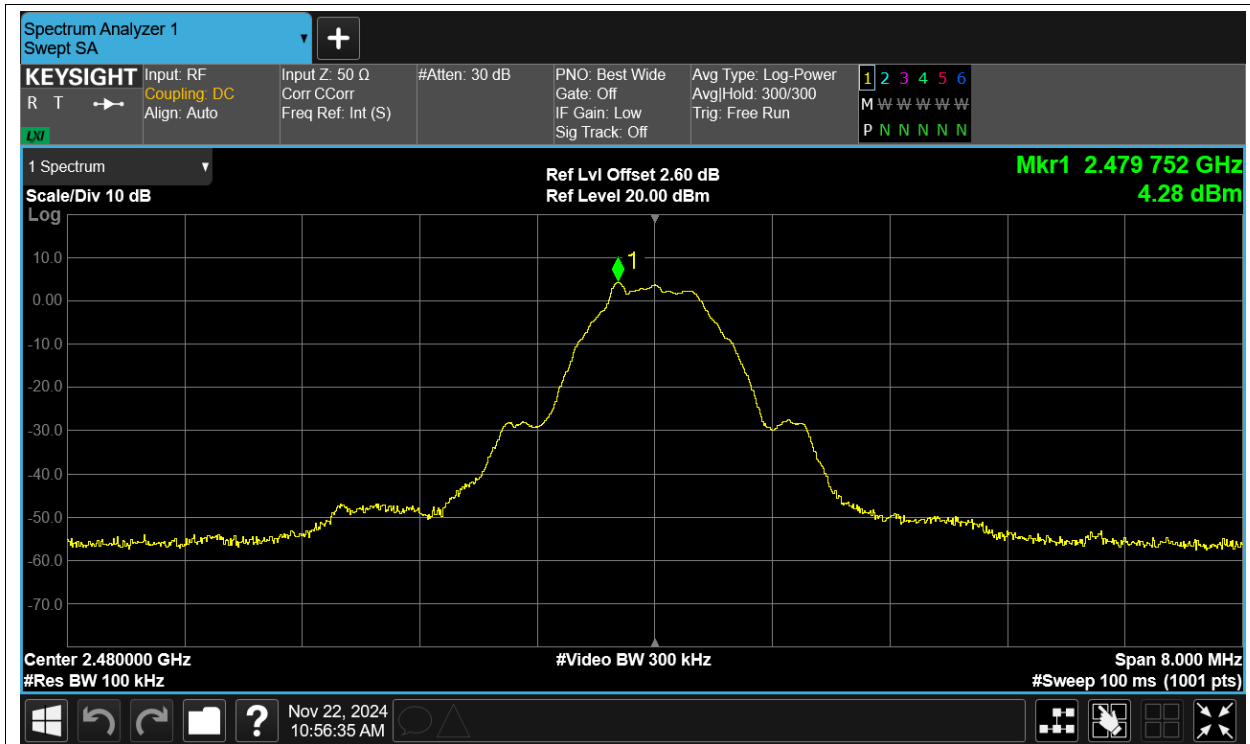 Spectrum Analyzer 1
Swept SA
+
KEYSIGHT
R T
LXI
Input: RF
Coupling: DC
Align: Auto
Input Z: 50 Ω
Corr CCorr
Freq Ref: Int (S)
#Atten: 30 dB
PNO: Best Wide
Gate: Off
IF Gain: Low
Sig Track: Off
Avg Type: Log-Power
Avg|Hold: 300/300
Trig: Free Run
1 2 3 4 5 6
M W W W W W
P N N N N N
1 Spectrum
Scale/Div 10 dB
Ref Lvl Offset 2.60 dB
Ref Level 20.00 dBm
Mkr1 2.479 752 GHz
4.28 dBm
Log
10.0
0.00
-10.0
-20.0
-30.0
-40.0
-50.0
-60.0
-70.0
1
Center 2.480000 GHz
#Res BW 100 kHz
#Video BW 300 kHz
Span 8.000 MHz
#Sweep 100 ms (1001 pts)
?
Nov 22, 2024
10:56:35 AM